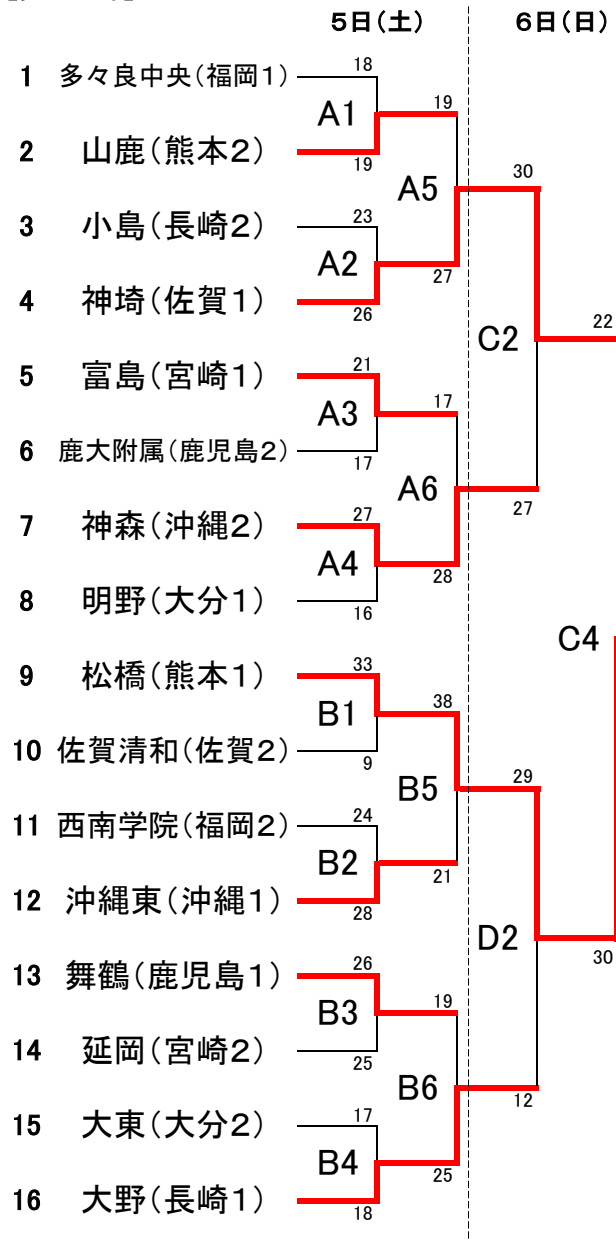 5日(土) 6日(日)
18
1 多々良中央(福岡1)
A1 19
2 山鹿(熊本2)
19
A5 30
3 小島(長崎2) 23
A2 27
4 神埼(佐賀1)
26
C2 22
5 富島(宮崎1) 21
A3 17
6 鹿大附属(鹿児島2)
17
A6 27
7 神森(沖縄2) 27
A4 28
8 明野(大分1)
16
C4
9 松橋(熊本1) 33
B1 38
10 佐賀清和(佐賀2)
9
B5 29
11 西南学院(福岡2) 24
B2 21
12 沖縄東(沖縄1)
28
D2 30
13 舞鶴(鹿児島1) 26
B3 19
14 延岡(宮崎2)
25
B6 12
15 大東(大分2) 17
B4 25
16 大野(長崎1)
18